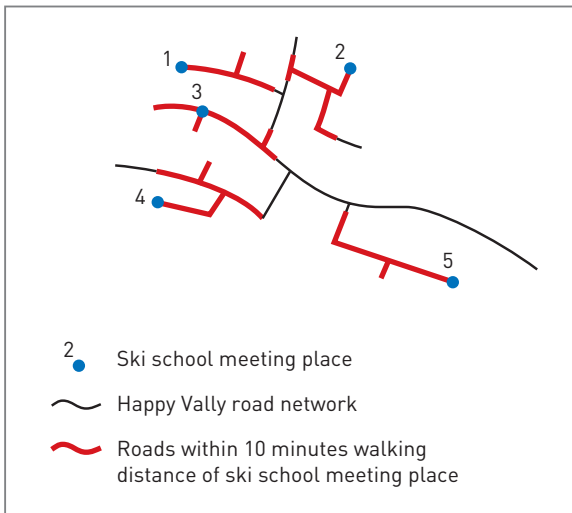 1
2
3
4
5
2
Ski school meeting place
Happy Vally road network
Roads within 10 minutes walking
distance of ski school meeting place